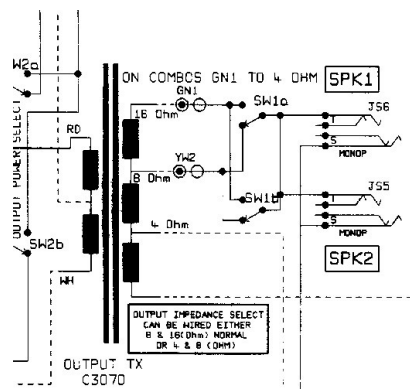 W2a
ON COMBOS GN1 TO 4 OHM
SPK1
GN1
16 Ohm
SW1a
JS6
T
S
MONOP
OUTPUT POWER SELECT
RD
8 Ohm
YW2
SW1b
JS5
T
S
MONOP
4 Ohm
SW2b
SPK2
WH
OUTPUT IMPEDANCE SELECT
CAN BE WIRED EITHER
8 & 16(Ohm) NORMAL
OR 4 & 8 (OHM)
OUTPUT TX
C3070